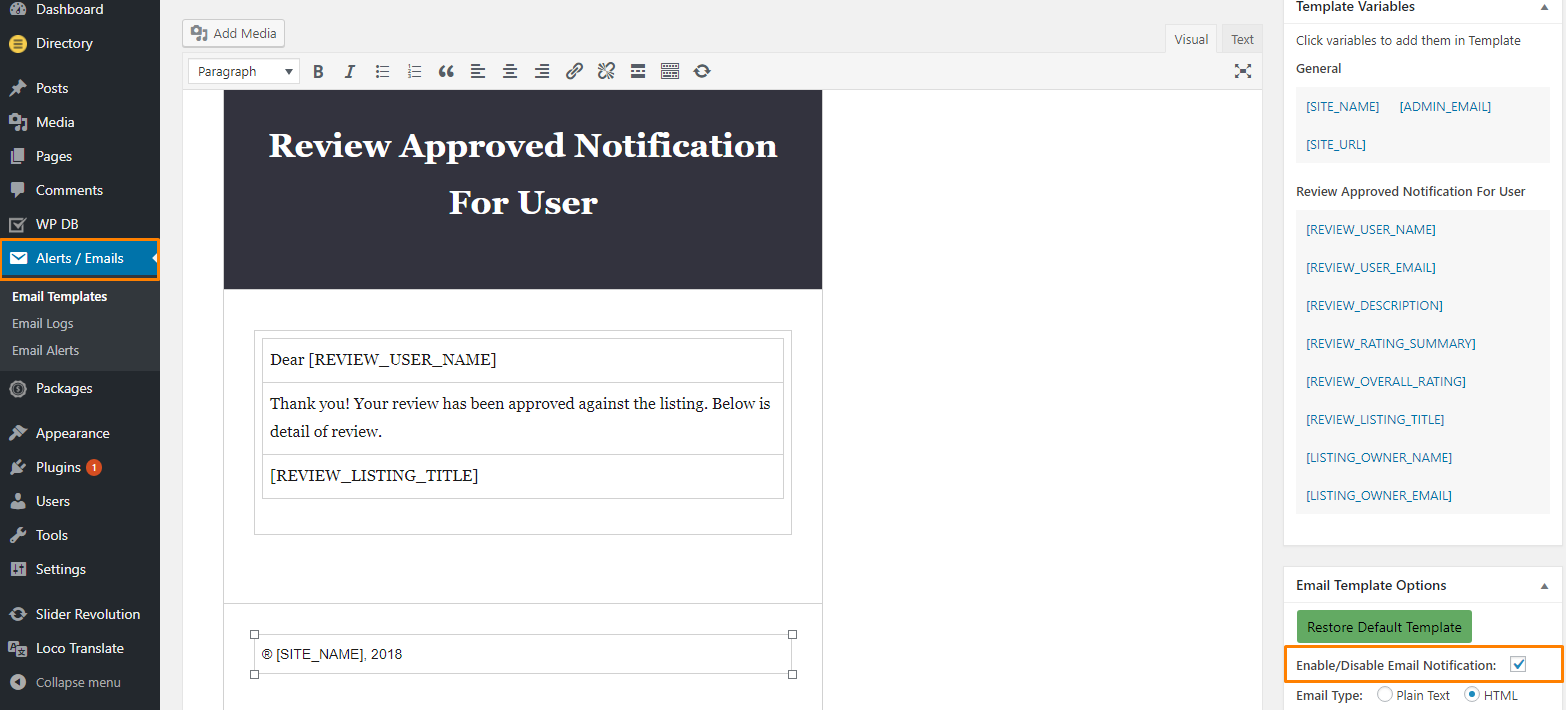 Dashboard
Directory
Posts
Media
Pages
Comments
WP DB
Alerts / Emails
Email Templates
Email Logs
Email Alerts
Packages
Appearance
Plugins 1
Users
Tools
Settings
Slider Revolution
Loco Translate
Collapse menu
Add Media
Visual Text
Paragraph
Review Approved Notification
For User
Dear [REVIEW_USER_NAME]
Thank you! Your review has been approved against the listing. Below is
detail of review.
[REVIEW_LISTING_TITLE]
® [SITE_NAME], 2018
Template Variables
Click variables to add them in Template
General
[SITE_NAME] [ADMIN_EMAIL]
[SITE_URL]
Review Approved Notification For User
[REVIEW_USER_NAME]
[REVIEW_USER_EMAIL]
[REVIEW_DESCRIPTION]
[REVIEW_RATING_SUMMARY]
[REVIEW_OVERALL_RATING]
[REVIEW_LISTING_TITLE]
[LISTING_OWNER_NAME]
[LISTING_OWNER_EMAIL]
Email Template Options
Restore Default Template
Enable/Disable Email Notification:
Email Type: Plain Text HTML